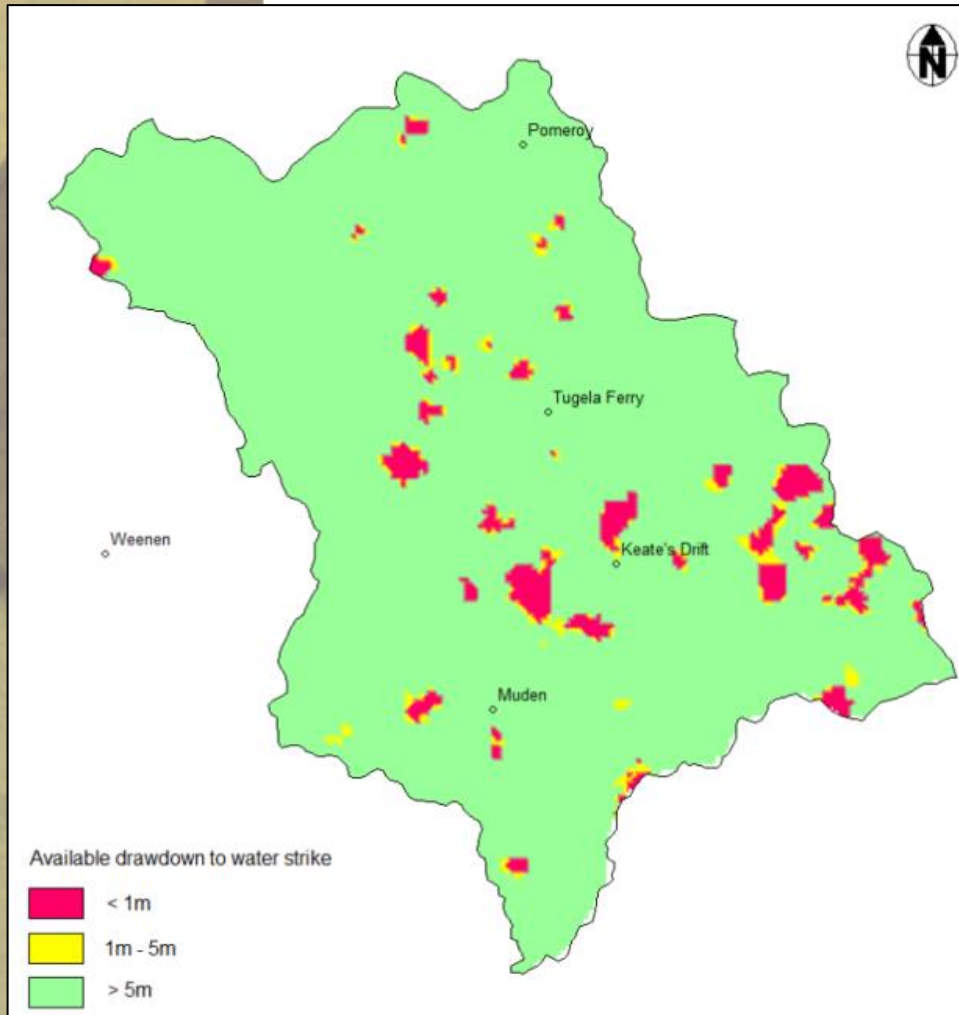 N
Pomeroy
Tugela Ferry
Weenen
Keate's Drift
Muden
Available drawdown to water strike
< 1m
1m - 5m
> 5m